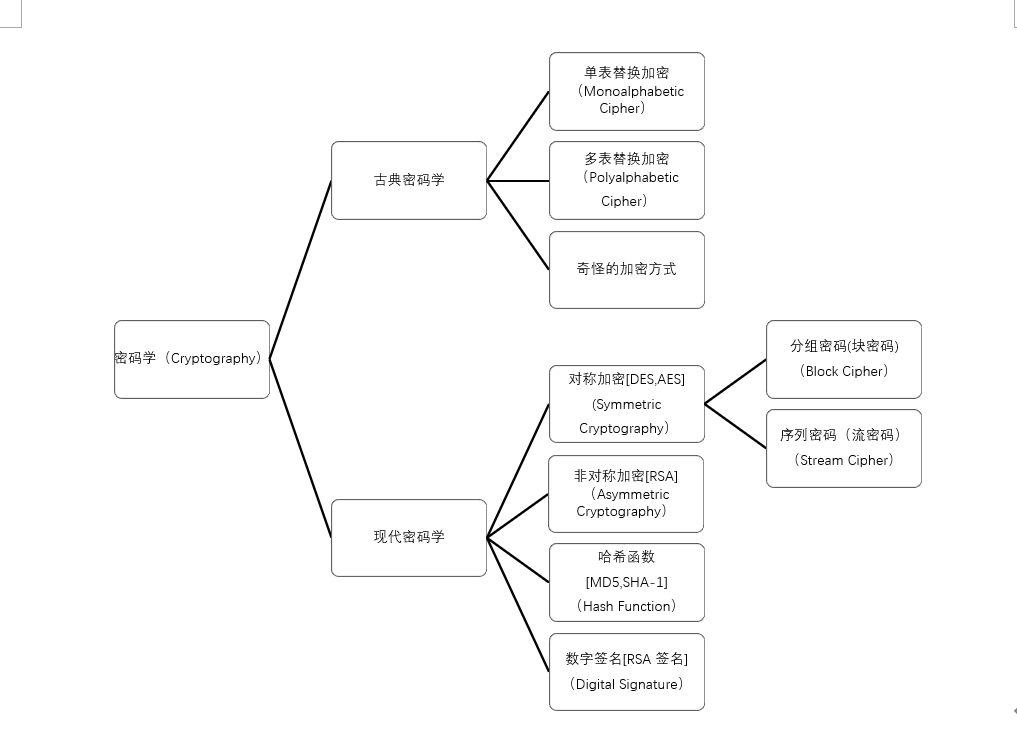 密码学（Cryptography）
古典密码学
单表替换加密
（Monoalphabetic
Cipher）
多表替换加密
（Polyalphabetic
Cipher）
奇怪的加密方式
现代密码学
对称加密[DES,AES]
(Symmetric
Cryptography）
分组密码(块密码)
（Block Cipher）
序列密码（流密码）
（Stream Cipher）
非对称加密[RSA]
（Asymmetric
Cryptography）
哈希函数
[MD5,SHA-1]
（Hash Function）
数字签名[RSA 签名]
（Digital Signature）